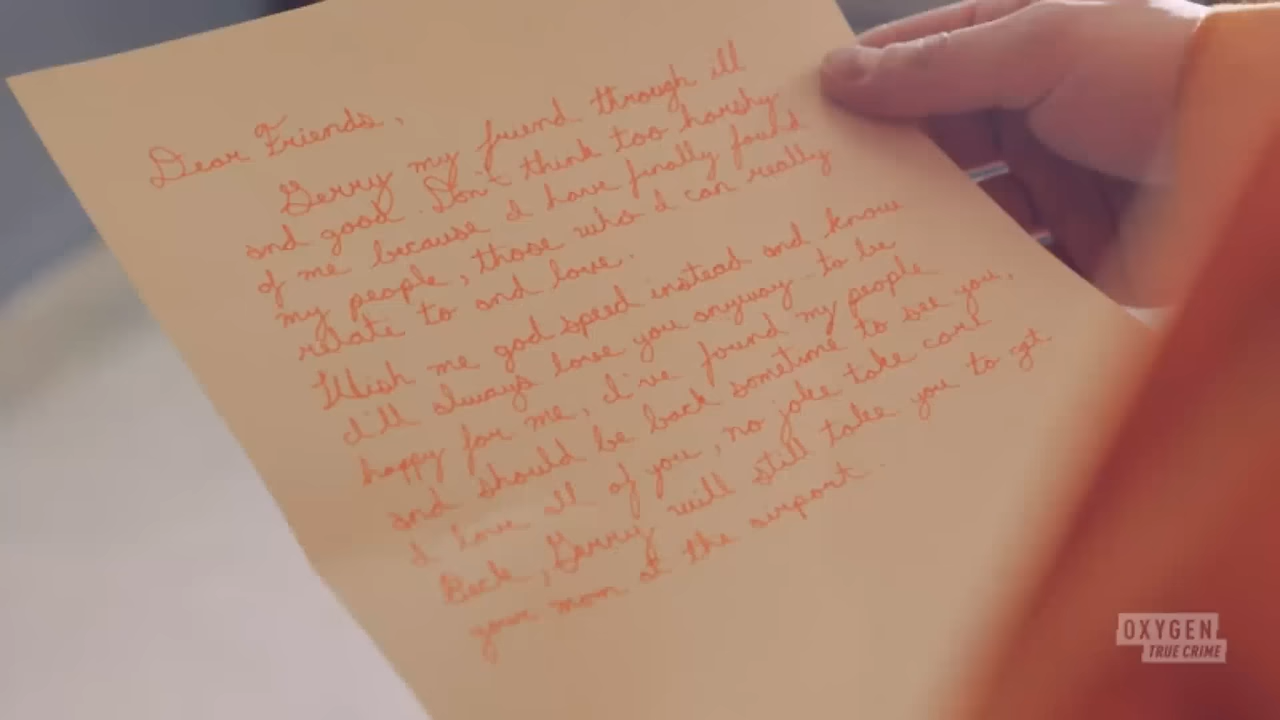 Dear Friends,
Gerry my friend through ill
and good. Don't think too harshy
of me because I have finally found
my people, those who I can really
relate to and love.
Wish me god speed instead and know
I'll always love you anyway. to be
happy for me, I've found my people
and should be back sometime to see you.
I love all of you, no joke take care
Beck, Gerry will still take you to get
your mom at the airport.
OXYGEN
TRUE CRIME